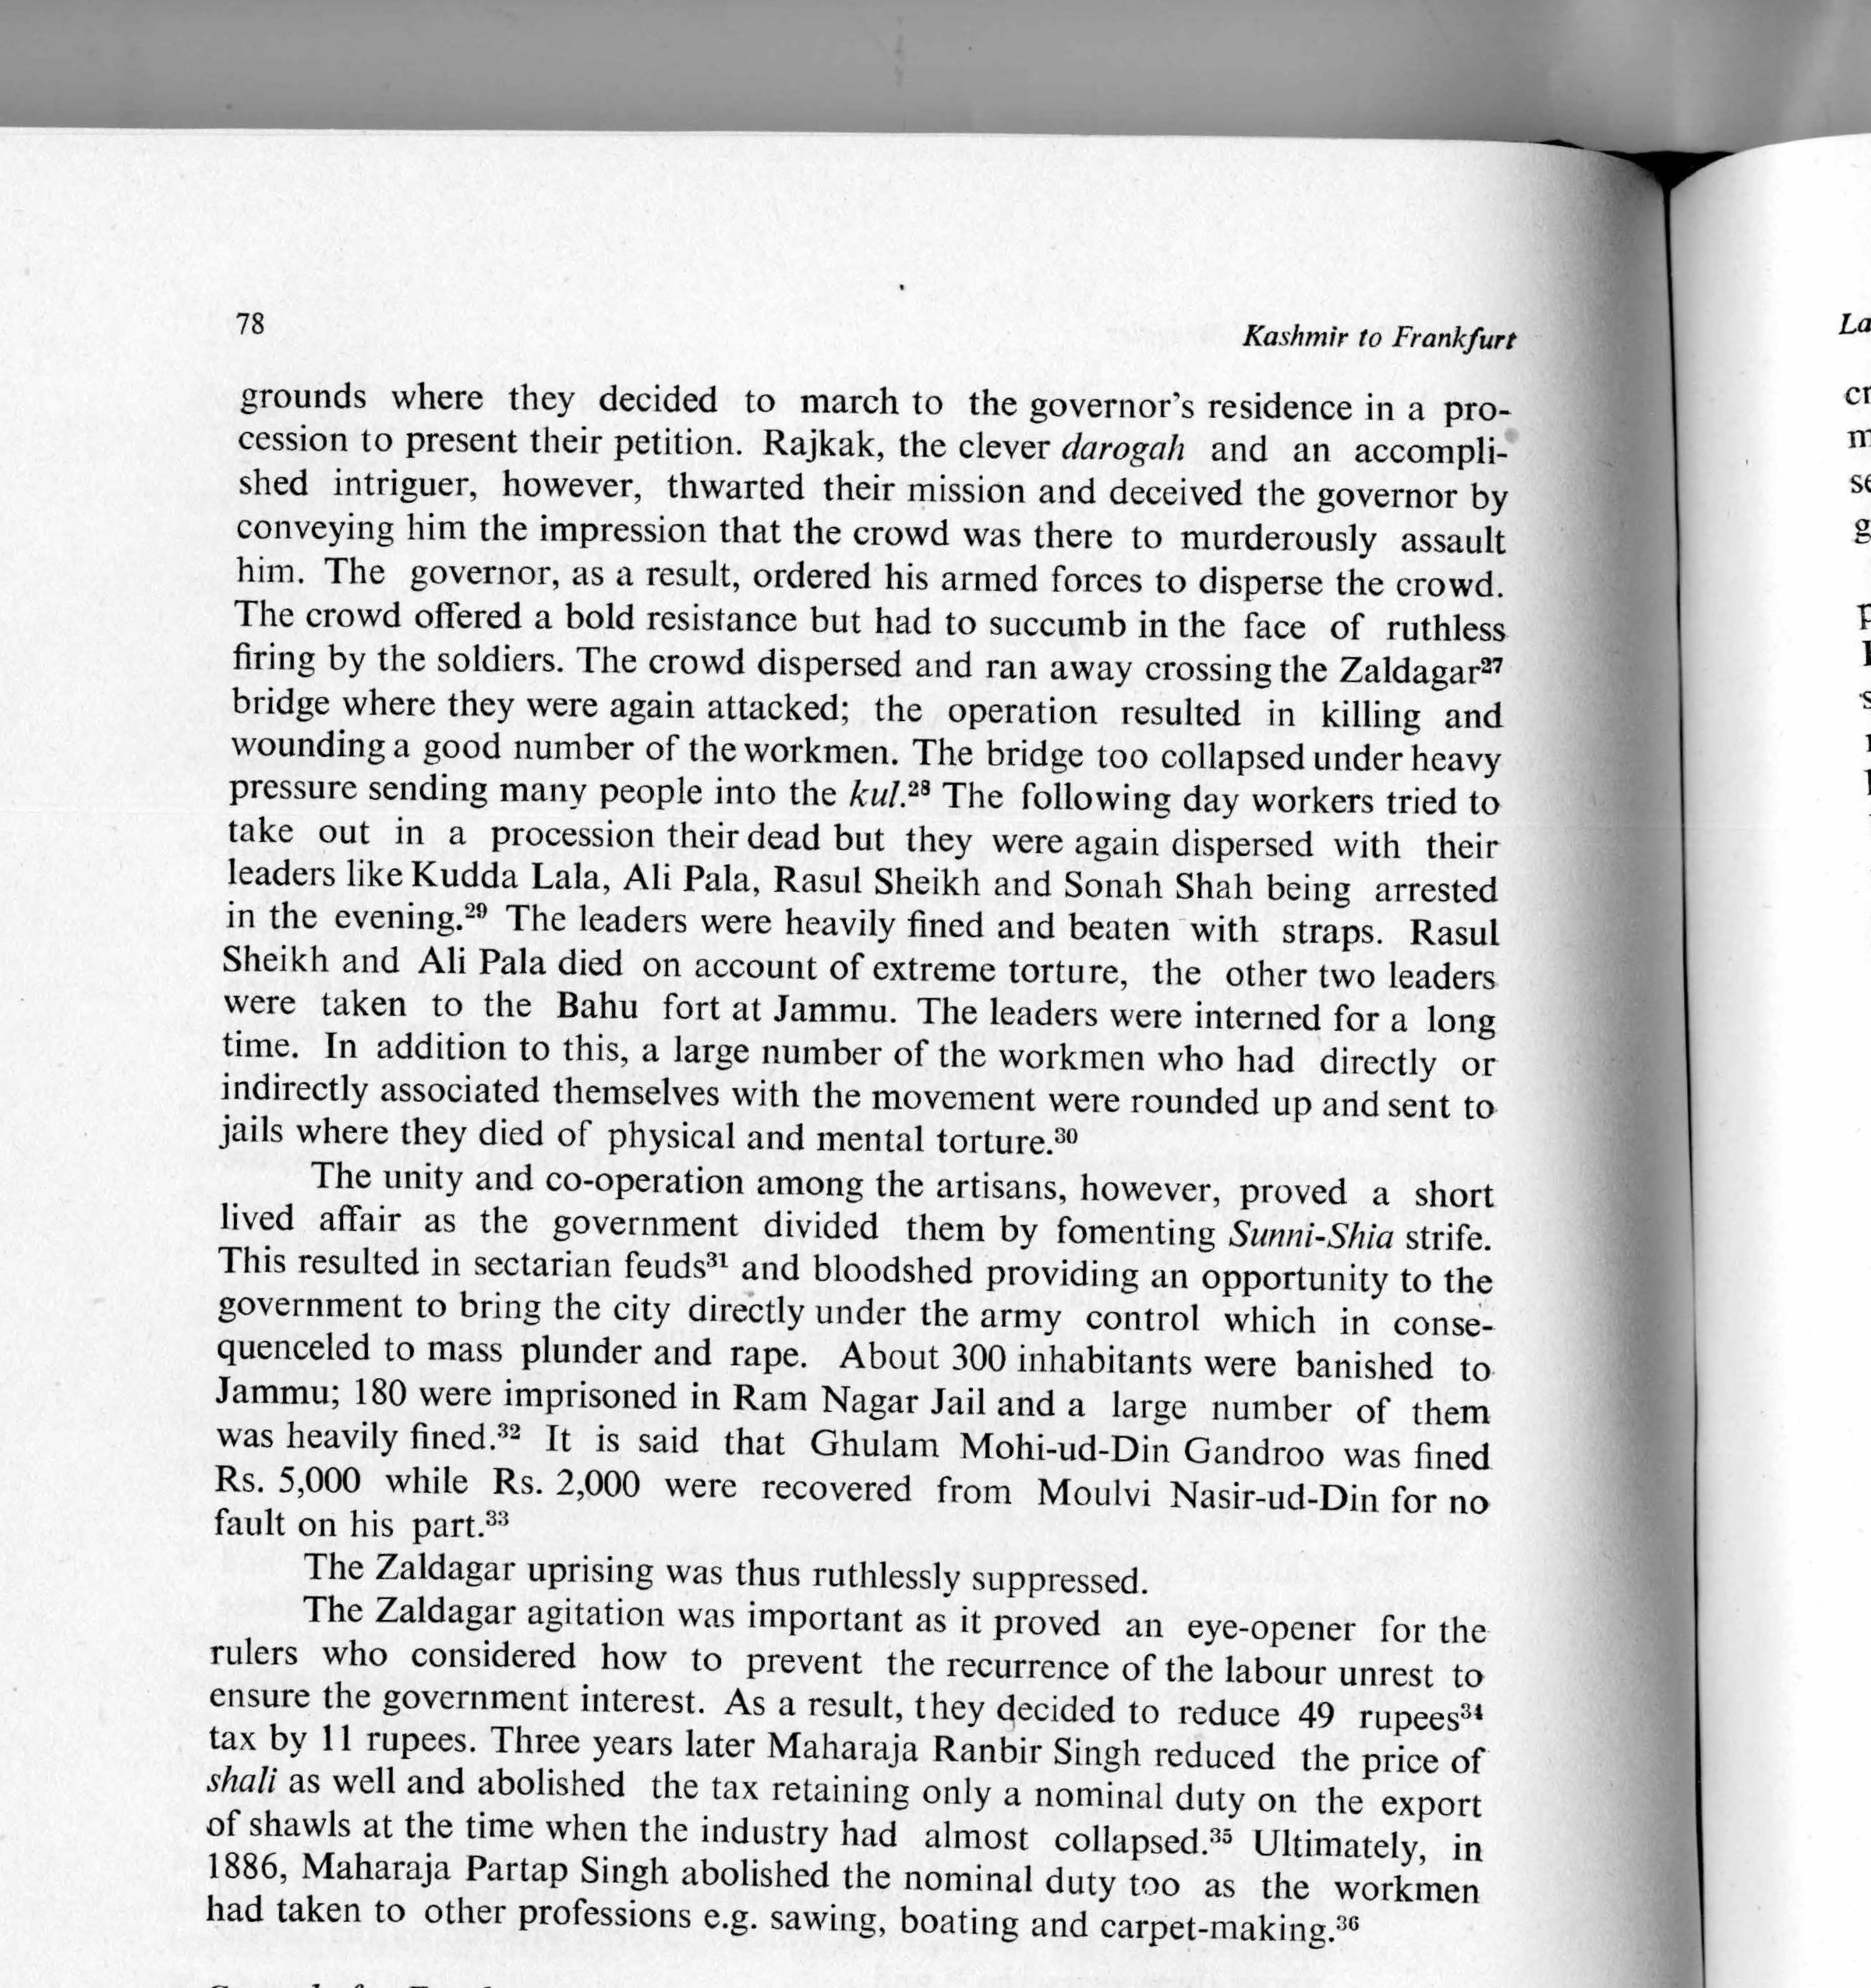 78
Kashmir to Frankfurt
grounds where they decided to march to the governor's residence in a pro-
cession to present their petition. Rajkak, the clever darogah and an accompli-
shed intriguer, however, thwarted their mission and deceived the governor by
conveying him the impression that the crowd was there to murderously assault
him. The governor, as a result, ordered his armed forces to disperse the crowd.
The crowd offered a bold resistance but had to succumb in the face of ruthless
firing by the soldiers. The crowd dispersed and ran away crossing the Zaldagar²⁷
bridge where they were again attacked; the operation resulted in killing and
wounding a good number of the workmen. The bridge too collapsed under heavy
pressure sending many people into the kul.²⁸ The following day workers tried to
take out in a procession their dead but they were again dispersed with their
leaders like Kudda Lala, Ali Pala, Rasul Sheikh and Sonah Shah being arrested
in the evening.²⁹ The leaders were heavily fined and beaten with straps. Rasul
Sheikh and Ali Pala died on account of extreme torture, the other two leaders
were taken to the Bahu fort at Jammu. The leaders were interned for a long
time. In addition to this, a large number of the workmen who had directly or
indirectly associated themselves with the movement were rounded up and sent to
jails where they died of physical and mental torture.³⁰
The unity and co-operation among the artisans, however, proved a short
lived affair as the government divided them by fomenting Sunni-Shia strife.
This resulted in sectarian feuds³¹ and bloodshed providing an opportunity to the
government to bring the city directly under the army control which in conse-
quenceled to mass plunder and rape. About 300 inhabitants were banished to
Jammu; 180 were imprisoned in Ram Nagar Jail and a large number of them
was heavily fined.³² It is said that Ghulam Mohi-ud-Din Gandroo was fined
Rs. 5,000 while Rs. 2,000 were recovered from Moulvi Nasir-ud-Din for no
fault on his part.³³
The Zaldagar uprising was thus ruthlessly suppressed.
The Zaldagar agitation was important as it proved an eye-opener for the
rulers who considered how to prevent the recurrence of the labour unrest to
ensure the government interest. As a result, they decided to reduce 49 rupees³⁴
tax by 11 rupees. Three years later Maharaja Ranbir Singh reduced the price of
shali as well and abolished the tax retaining only a nominal duty on the export
of shawls at the time when the industry had almost collapsed.³⁵ Ultimately, in
1886, Maharaja Partap Singh abolished the nominal duty too as the workmen
had taken to other professions e.g. sawing, boating and carpet-making.³⁶